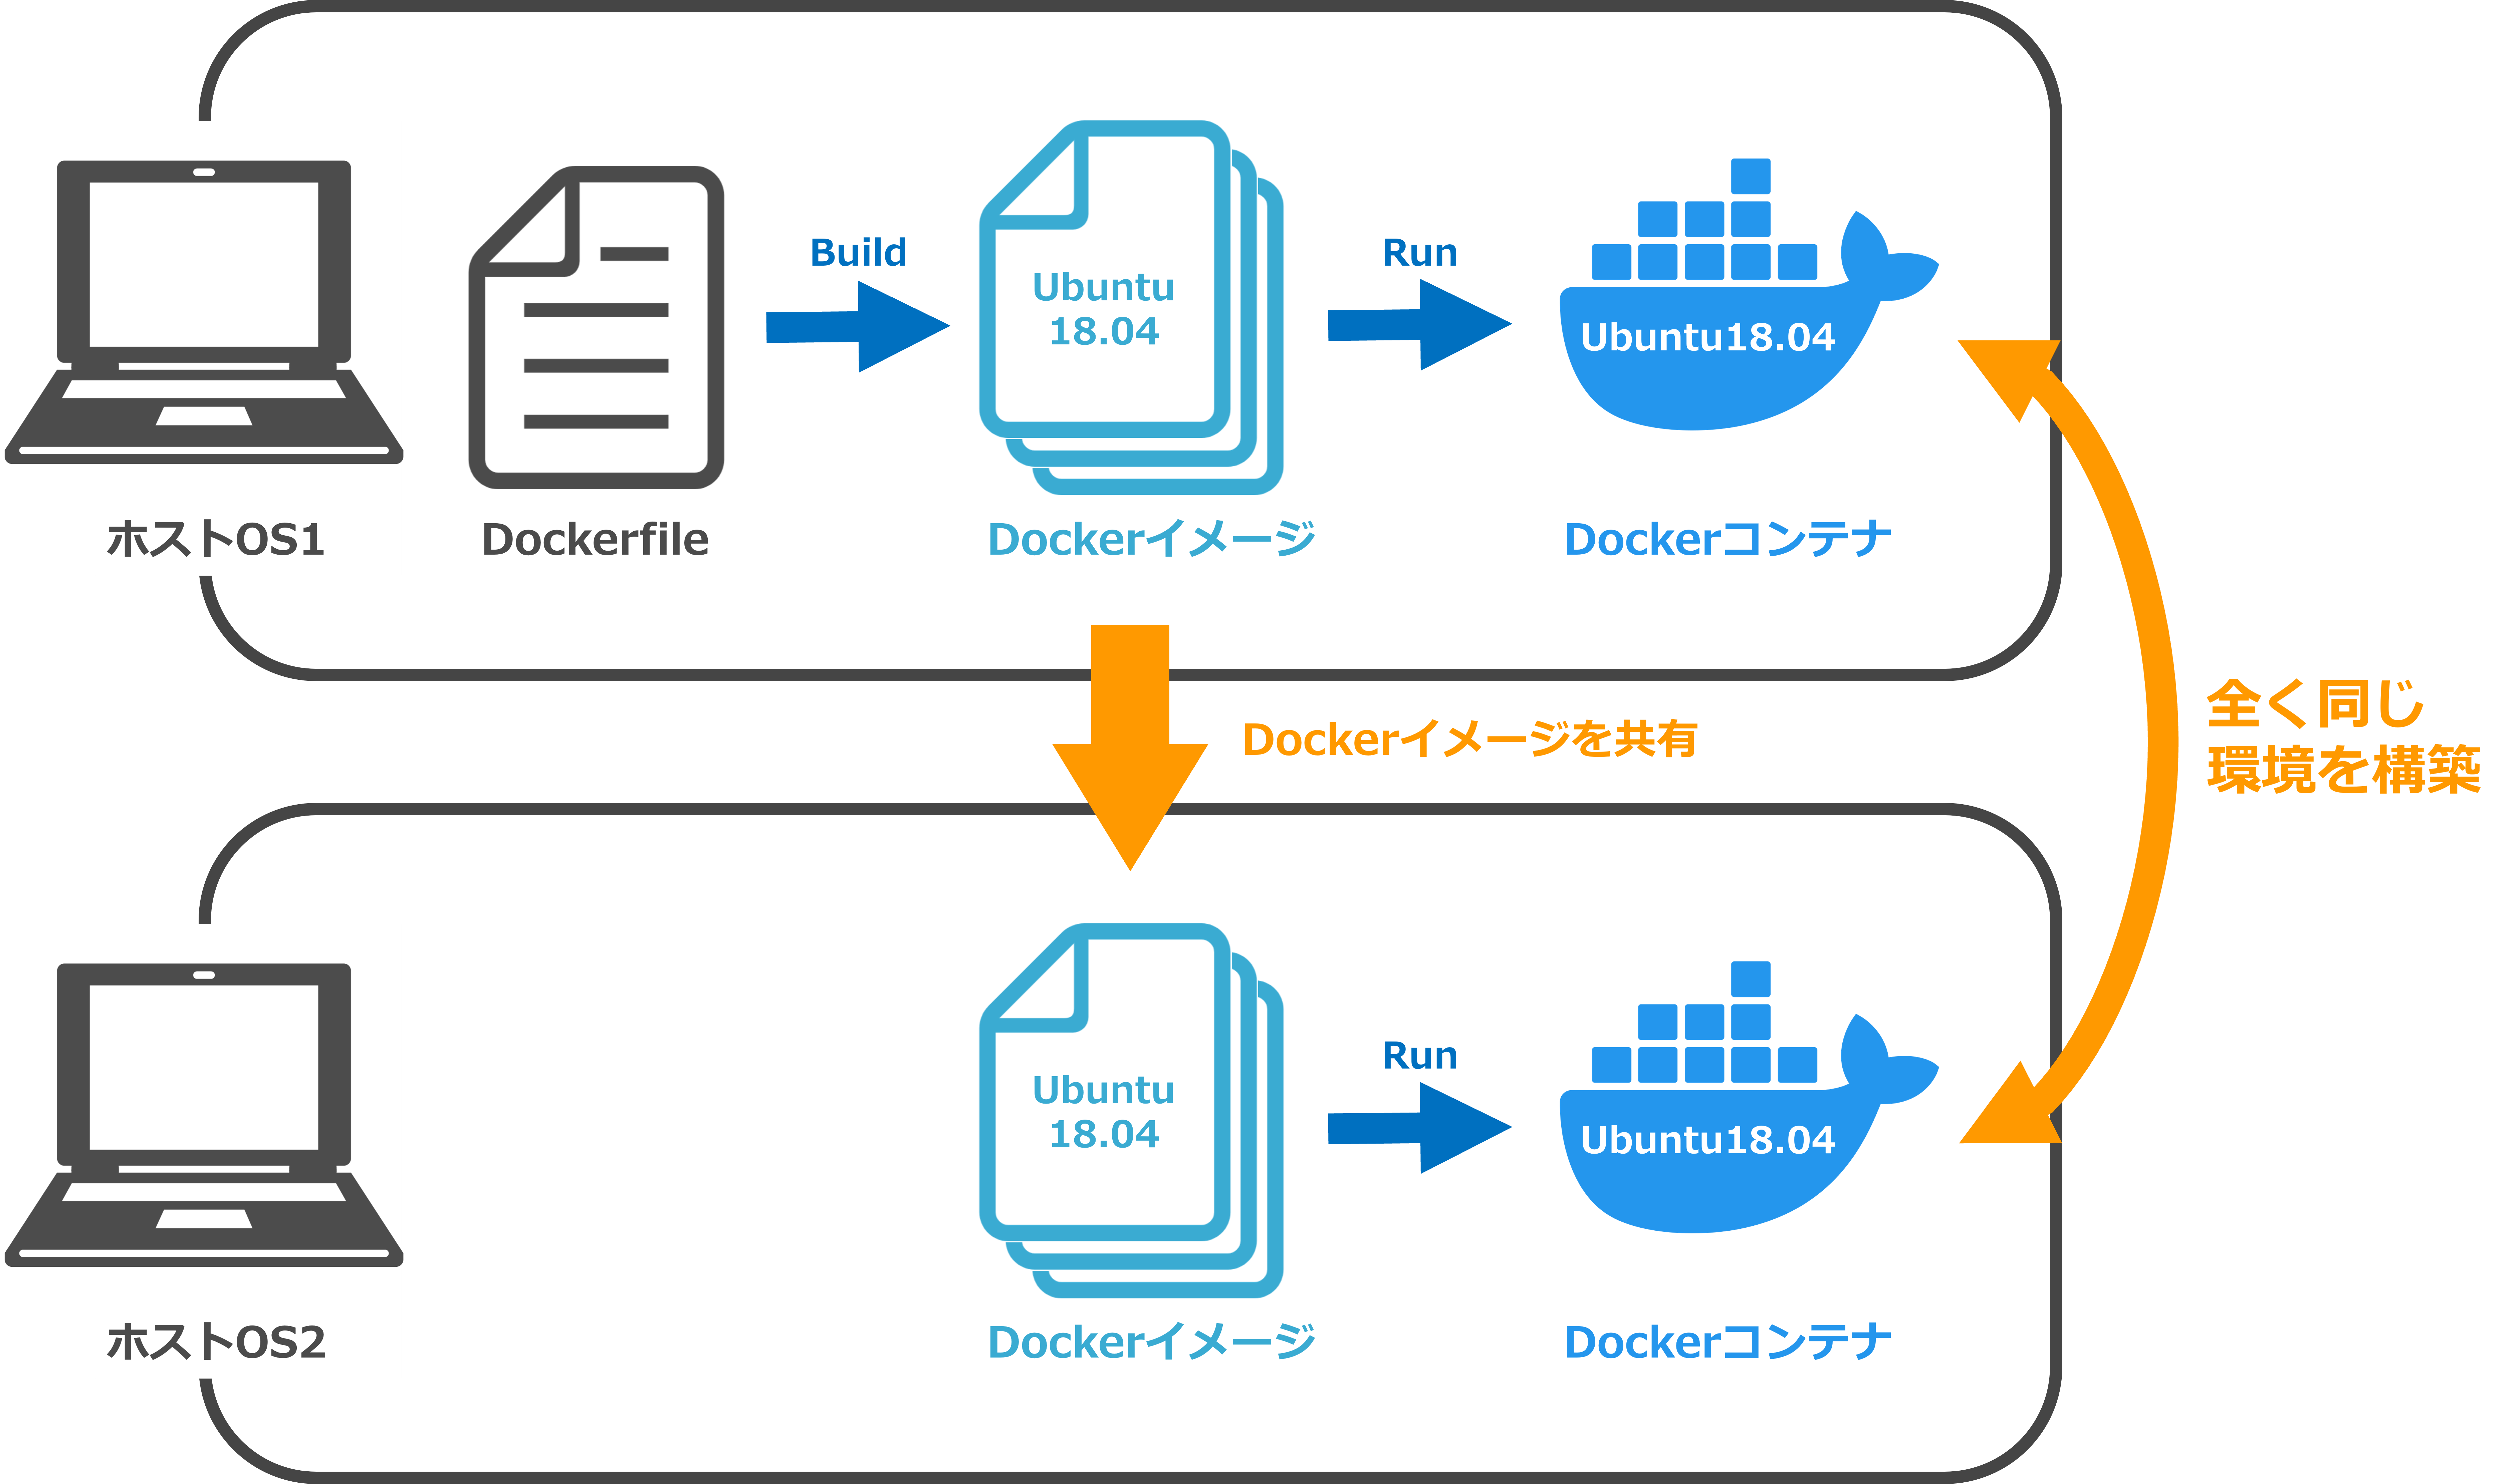 Build
Ubuntu
18.04
Run
Ubuntu18.04
ホストOS1
Dockerfile
Dockerイメージ
Dockerコンテナ
Dockerイメージを共有
全く同じ
環境を構築
Ubuntu
18.04
Run
Ubuntu18.04
ホストOS2
Dockerイメージ
Dockerコンテナ